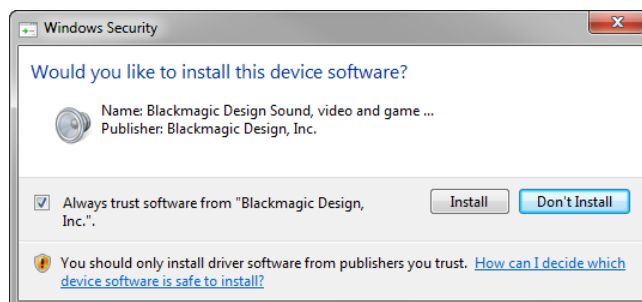 Windows Security
Would you like to install this device software?
Name: Blackmagic Design Sound, video and game ...
Publisher: Blackmagic Design, Inc.
Always trust software from "Blackmagic Design,
Inc.".
Install
Don't Install
You should only install driver software from publishers you trust. How can I decide which
device software is safe to install?